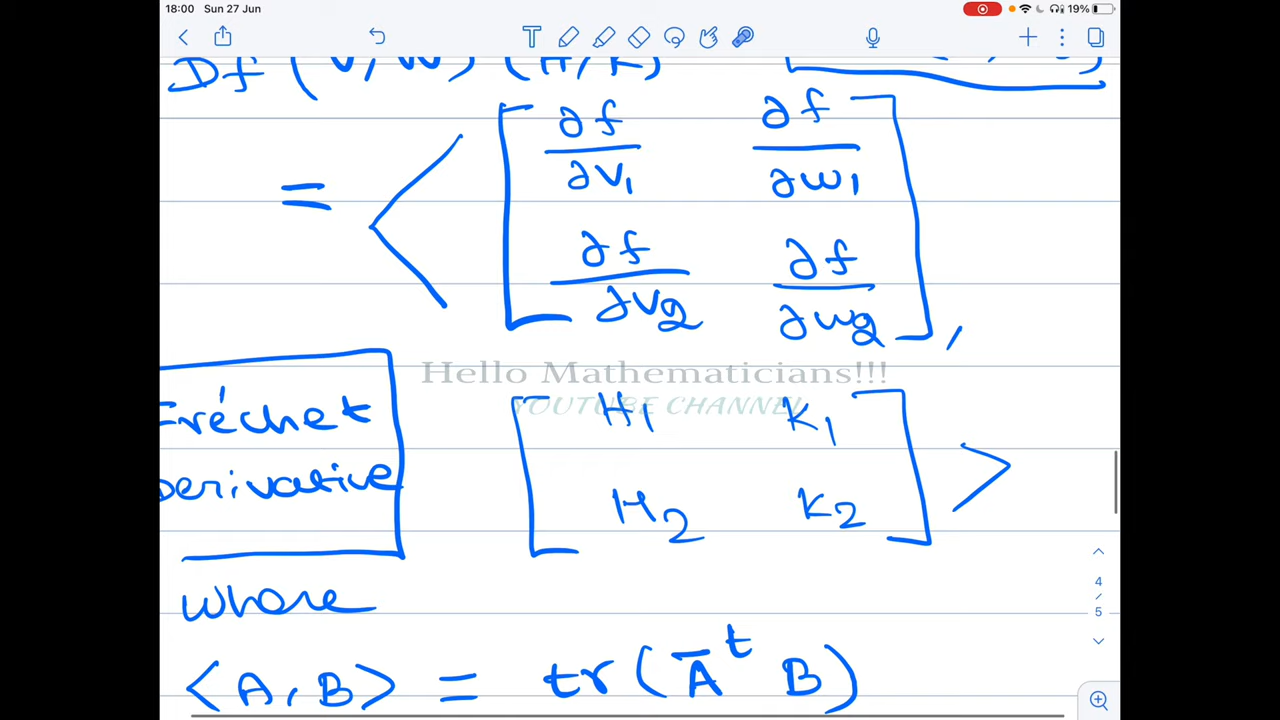 18:00 Sun 27 Jun 19%
Df (V, W) (H, K)
= < [ ∂f/∂V1 ∂f/∂W1
∂f/∂V2 ∂f/∂W2 ] ,
Hello Mathematicians!!!
YOUTUBE CHANNEL
Fréchet
Derivative
[ H1 K1
H2 K2 ] >
4
/
5
where
<A, B> = tr(A̅ᵗ B)